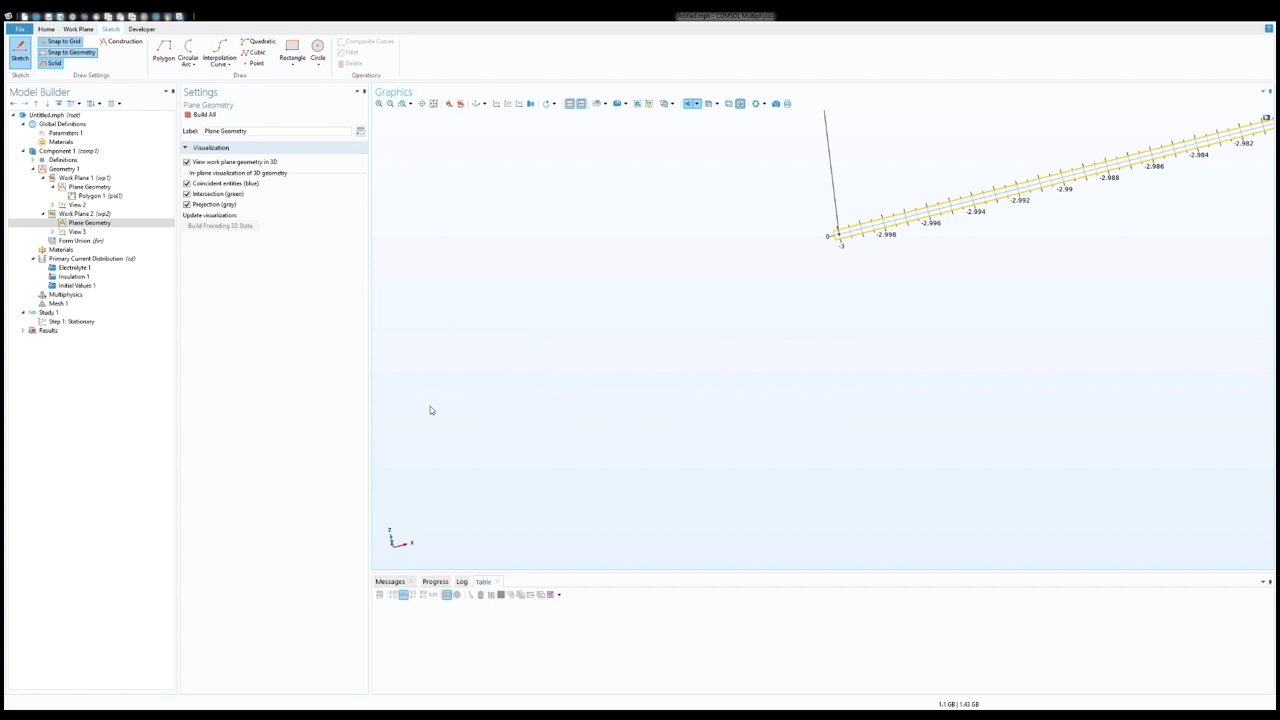 Untitled.mph - COMSOL Multiphysics
File Home Work Plane Sketch Developer
Snap to Grid
Snap to Geometry
Solid
Construction
Sketch
Polygon
Circular Arc
Interpolation Curve
Quadratic
Cubic
Point
Rectangle
Circle
Composite Curves
Fillet
Delete
Sketch
Draw Settings
Draw
Operations
Model Builder
Untitled.mph (root)
Global Definitions
Parameters 1
Materials
Component 1 (comp1)
Definitions
Geometry 1
Work Plane 1 (wp1)
Plane Geometry
Polygon 1 (pol1)
View 2
Work Plane 2 (wp2)
Plane Geometry
View 3
Form Union (fin)
Materials
Primary Current Distribution (cd)
Electrolyte 1
Insulation 1
Initial Values 1
Multiphysics
Mesh 1
Study 1
Step 1: Stationary
Results
Settings
Plane Geometry
Build All
Label: Plane Geometry
Visualization
View work plane geometry in 3D
In-plane visualization of 3D geometry
Coincident entities (blue)
Intersection (green)
Projection (gray)
Update visualization:
Build Preceding 3D State
Graphics
-2.982
-2.984
-2.986
-2.988
-2.99
-2.992
-2.994
-2.996
-2.998
0
-3
z
x
Messages Progress Log Table
1.1 GB | 1.43 GB